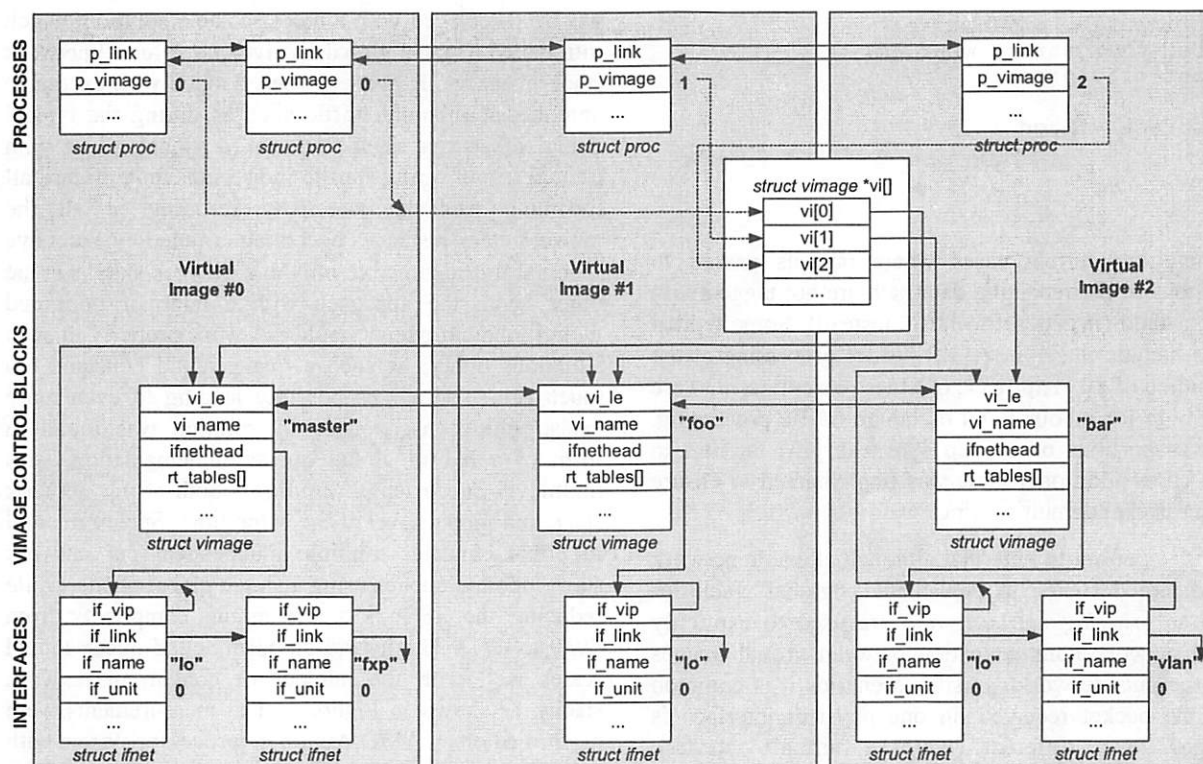 PROCESSES
p_link
p_vimage
...
struct proc
0
p_link
p_vimage
...
struct proc
0
p_link
p_vimage
...
struct proc
1
p_link
p_vimage
...
struct proc
2
struct vimage *vi[]
vi[0]
vi[1]
vi[2]
...
Virtual
Image #0
Virtual
Image #1
Virtual
Image #2
VIMAGE CONTROL BLOCKS
vi_le
vi_name
ifnethead
rt_tables[]
...
struct vimage
"master"
vi_le
vi_name
ifnethead
rt_tables[]
...
struct vimage
"foo"
vi_le
vi_name
ifnethead
rt_tables[]
...
struct vimage
"bar"
INTERFACES
if_vip
if_link
if_name
if_unit
...
struct ifnet
"lo"
0
if_vip
if_link
if_name
if_unit
...
struct ifnet
"fxp"
0
if_vip
if_link
if_name
if_unit
...
struct ifnet
"lo"
0
if_vip
if_link
if_name
if_unit
...
struct ifnet
"lo"
0
if_vip
if_link
if_name
if_unit
...
struct ifnet
"vlan"
0